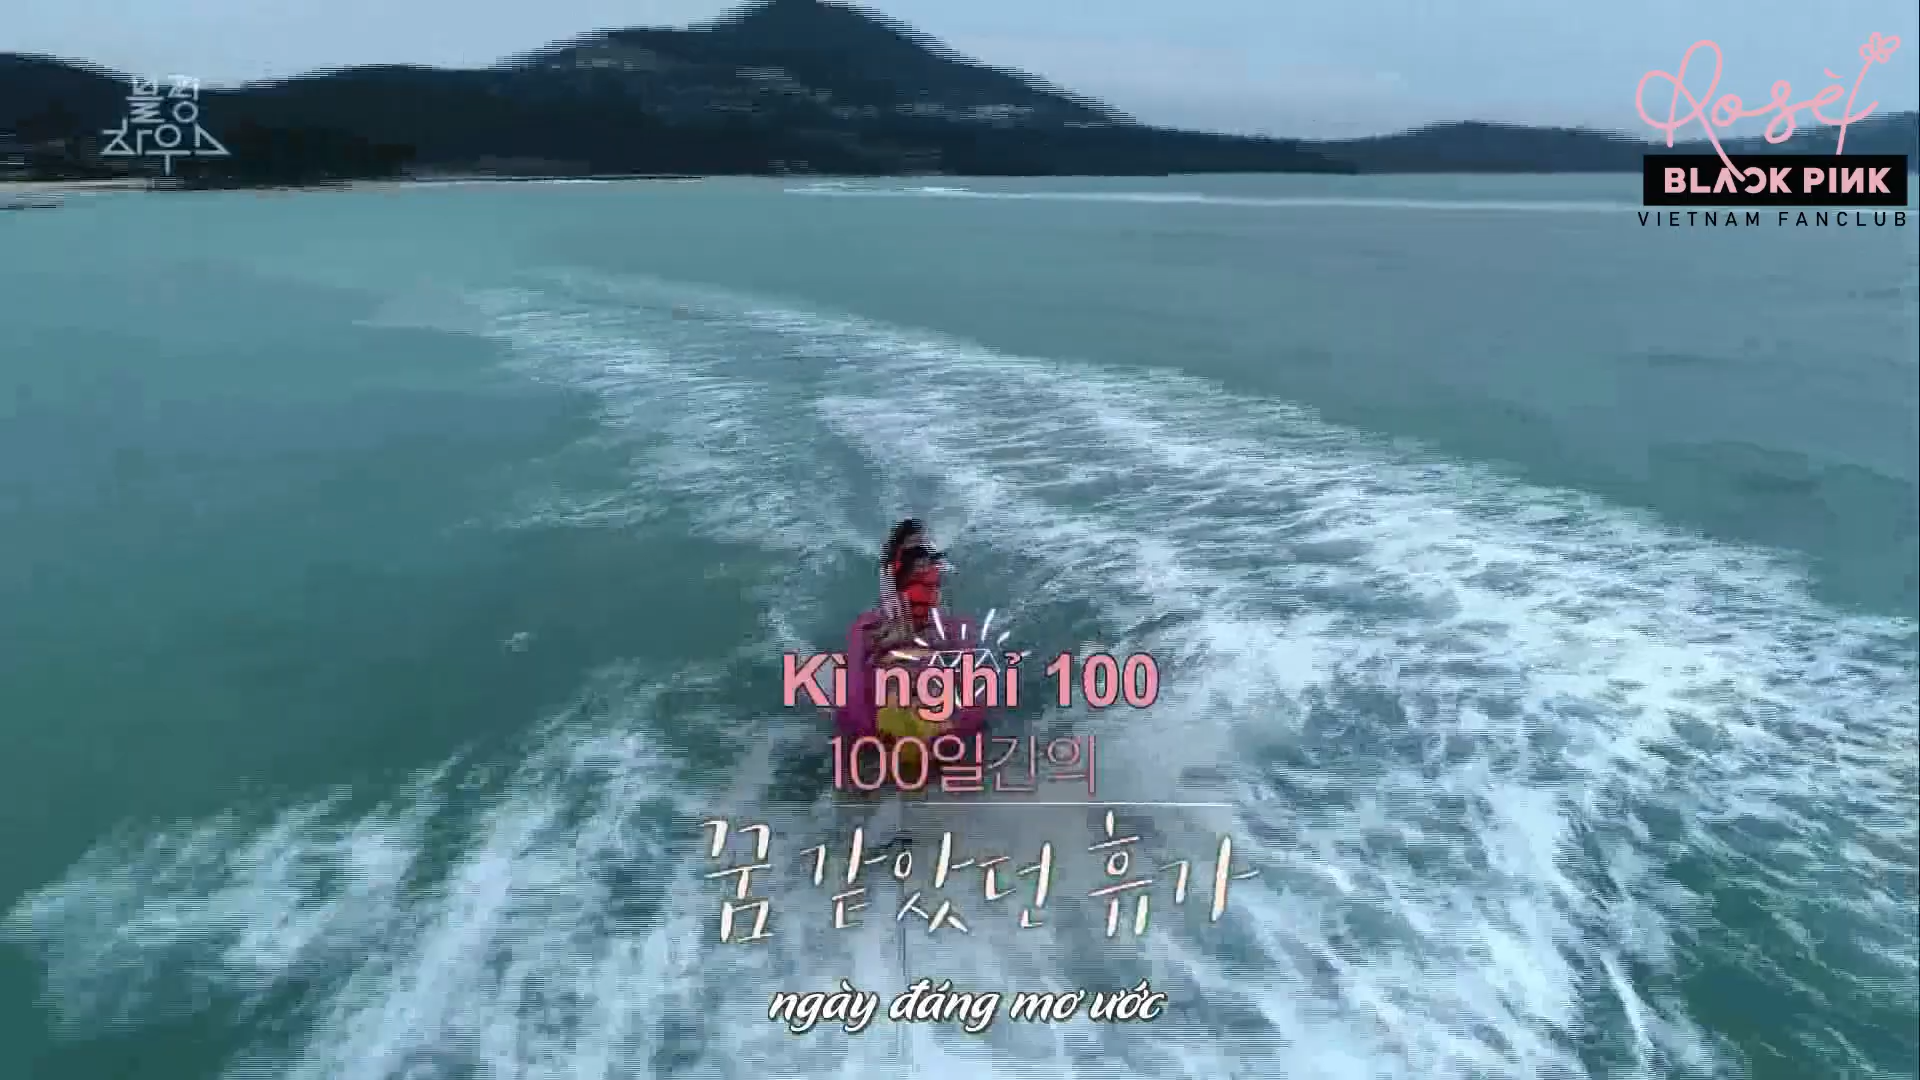 블핑
하우스
Rosè
BLACKPINK
VIETNAM FANCLUB
Kì nghỉ 100
100일간의
꿈 같았던 휴가
ngày đáng mơ ước